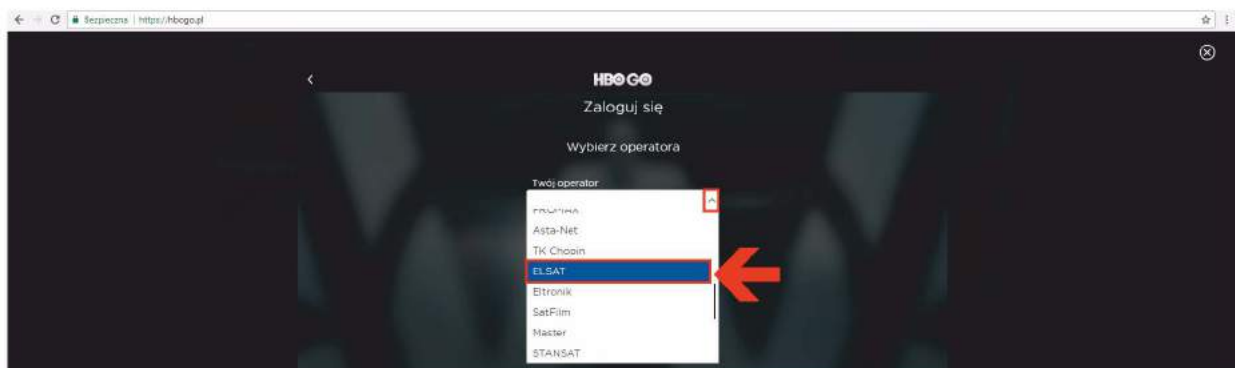 Bezpieczna | https://hbogo.pl
HBO GO
Zaloguj się
Wybierz operatora
Twój operator
PROMAX
Asta-Net
TK Chopin
ELSAT
Eltronik
SatFilm
Master
STANSAT